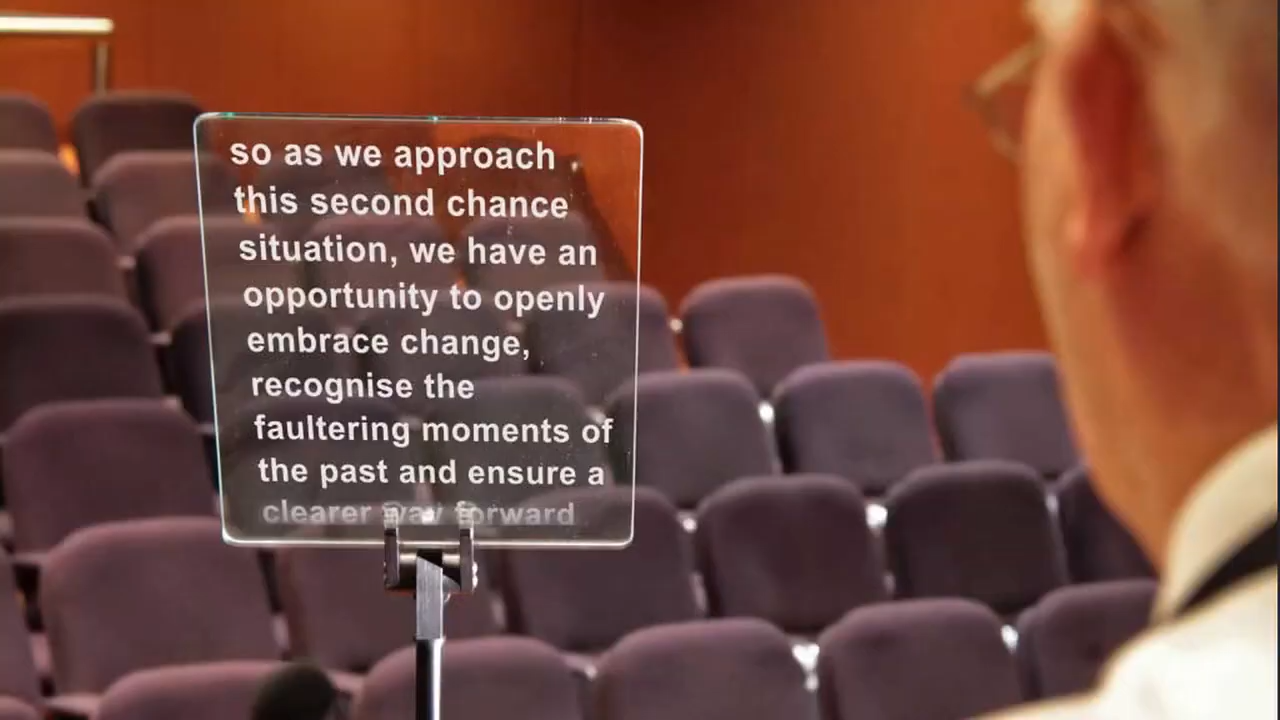 so as we approach
this second chance
situation, we have an
opportunity to openly
embrace change,
recognise the
faultering moments of
the past and ensure a
clearer way forward